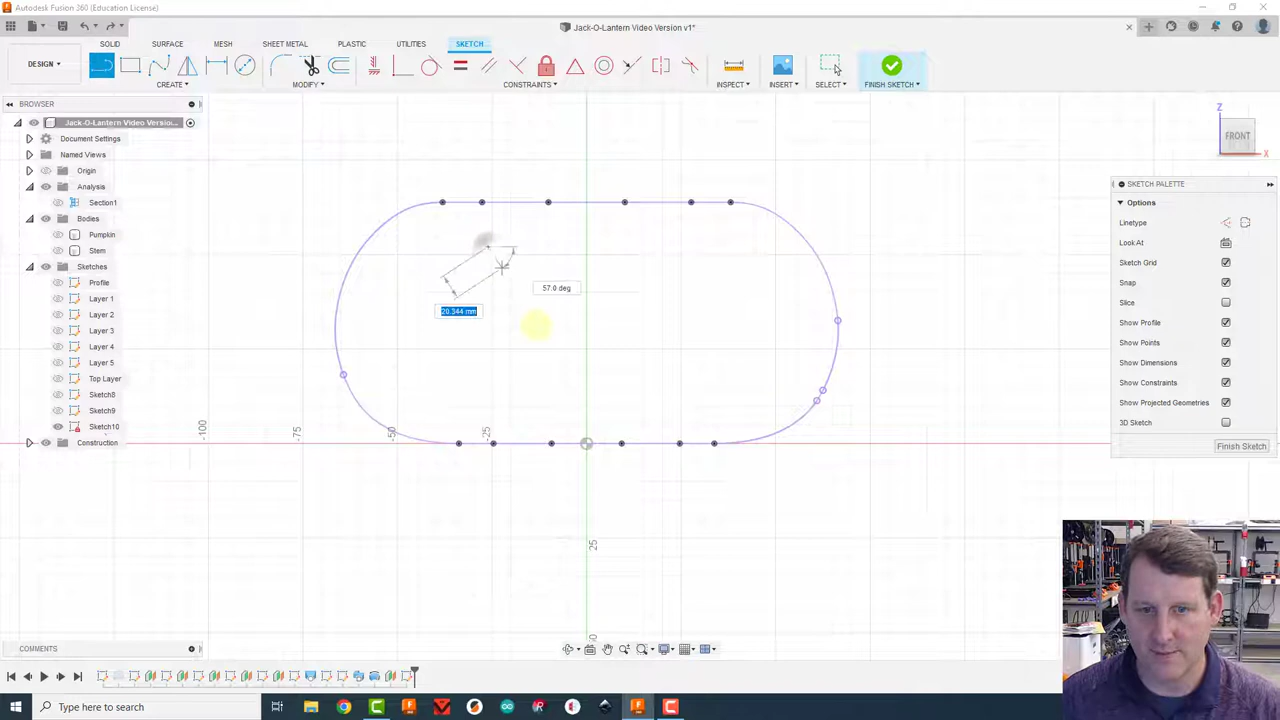 Autodesk Fusion 360 (Education License)
Jack-O-Lantern Video Version v1*
SOLID SURFACE MESH SHEET METAL PLASTIC UTILITIES SKETCH
DESIGN
CREATE MODIFY CONSTRAINTS INSPECT INSERT SELECT FINISH SKETCH
BROWSER
Jack-O-Lantern Video Versio...
Document Settings
Named Views
Origin
Analysis
Section1
Bodies
Pumpkin
Stem
Sketches
Profile
Layer 1
Layer 2
Layer 3
Layer 4
Layer 5
Top Layer
Sketch8
Sketch9
Sketch10
Construction
-100
-75
-50
-25
25
57.0 deg
20.344 mm
Z
FRONT
X
SKETCH PALETTE
Options
Linetype
Look At
Sketch Grid
Snap
Slice
Show Profile
Show Points
Show Dimensions
Show Constraints
Show Projected Geometries
3D Sketch
Finish Sketch
COMMENTS
Type here to search